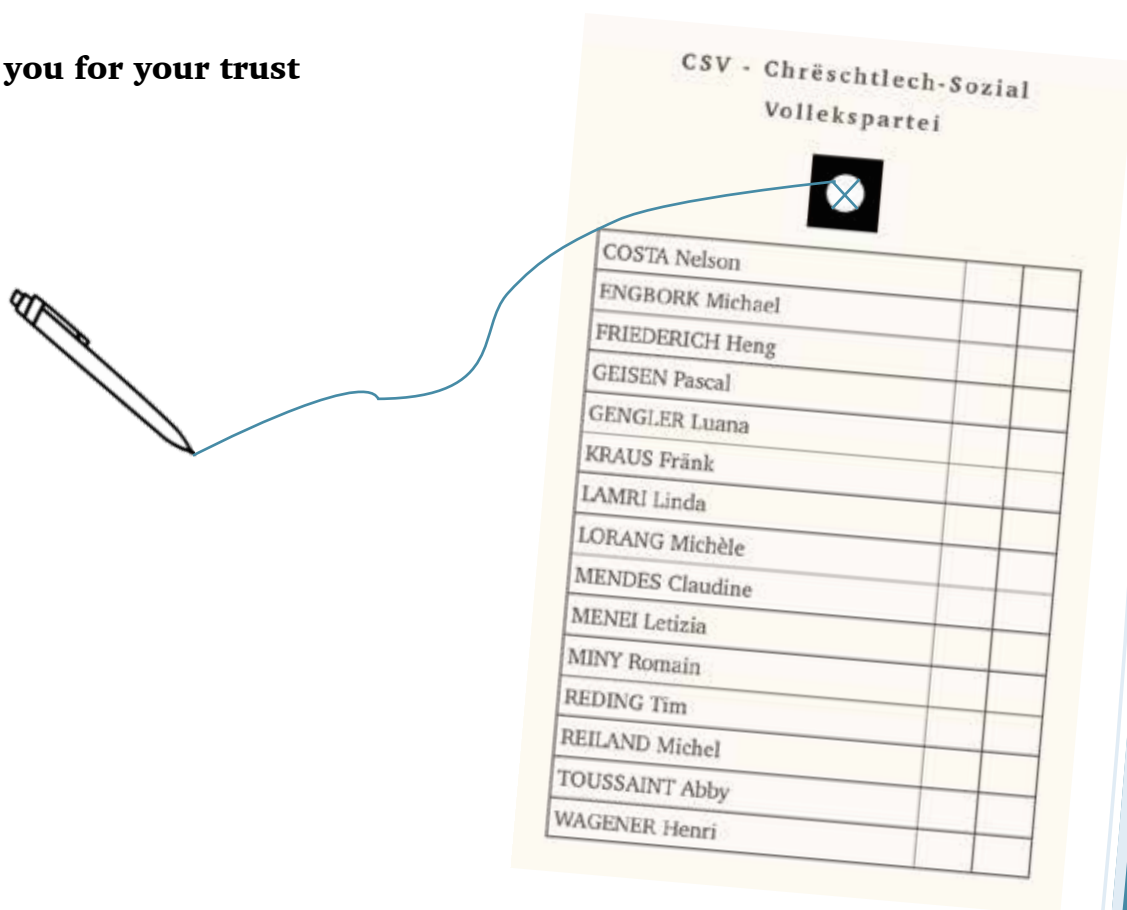 you for your trust
CSV - Chrëschtlech-Sozial
Vollekspartei
COSTA Nelson
ENGBORK Michael
FRIEDERICH Heng
GEISEN Pascal
GENGLER Luana
KRAUS Fränk
LAMRI Linda
LORANG Michèle
MENDES Claudine
MENEI Letizia
MINY Romain
REDING Tim
REILAND Michel
TOUSSAINT Abby
WAGENER Henri